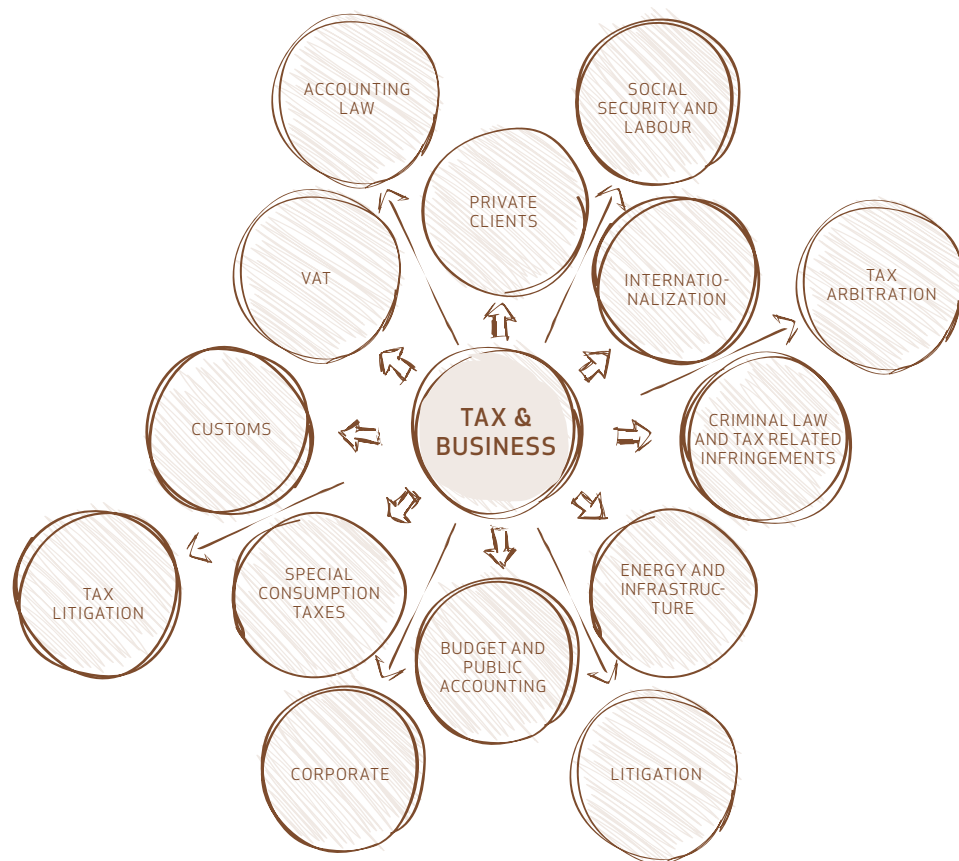 ACCOUNTING
LAW
SOCIAL
SECURITY AND
LABOUR
PRIVATE
CLIENTS
VAT
INTERNATIO-
NALIZATION
TAX
ARBITRATION
CUSTOMS
TAX &
BUSINESS
CRIMINAL LAW
AND TAX RELATED
INFRINGEMENTS
TAX
LITIGATION
SPECIAL
CONSUMPTION
TAXES
ENERGY AND
INFRASTRUC-
TURE
BUDGET AND
PUBLIC
ACCOUNTING
CORPORATE
LITIGATION